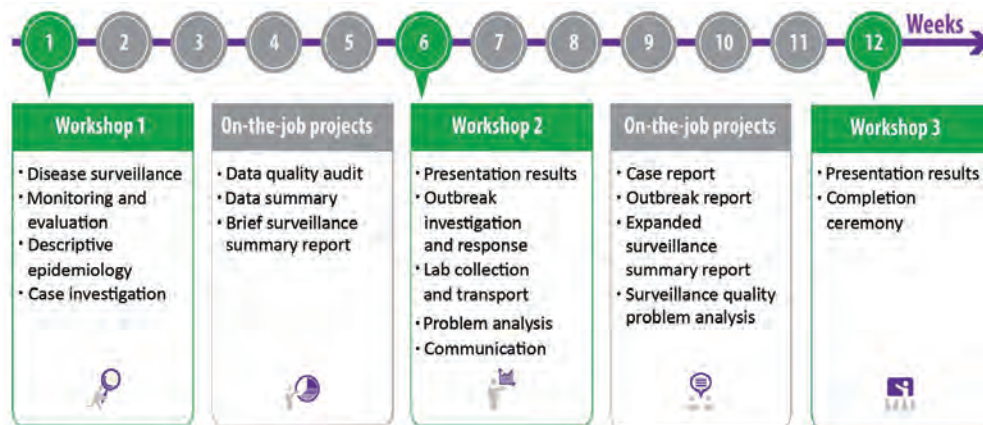 1 2 3 4 5 6 7 8 9 10 11 12 Weeks
Workshop 1
• Disease surveillance
• Monitoring and
evaluation
• Descriptive
epidemiology
• Case investigation
On-the-job projects
• Data quality audit
• Data summary
• Brief surveillance
summary report
Workshop 2
• Presentation results
• Outbreak
investigation
and response
• Lab collection
and transport
• Problem analysis
• Communication
On-the-job projects
• Case report
• Outbreak report
• Expanded
surveillance
summary report
• Surveillance quality
problem analysis
Workshop 3
• Presentation results
• Completion
ceremony